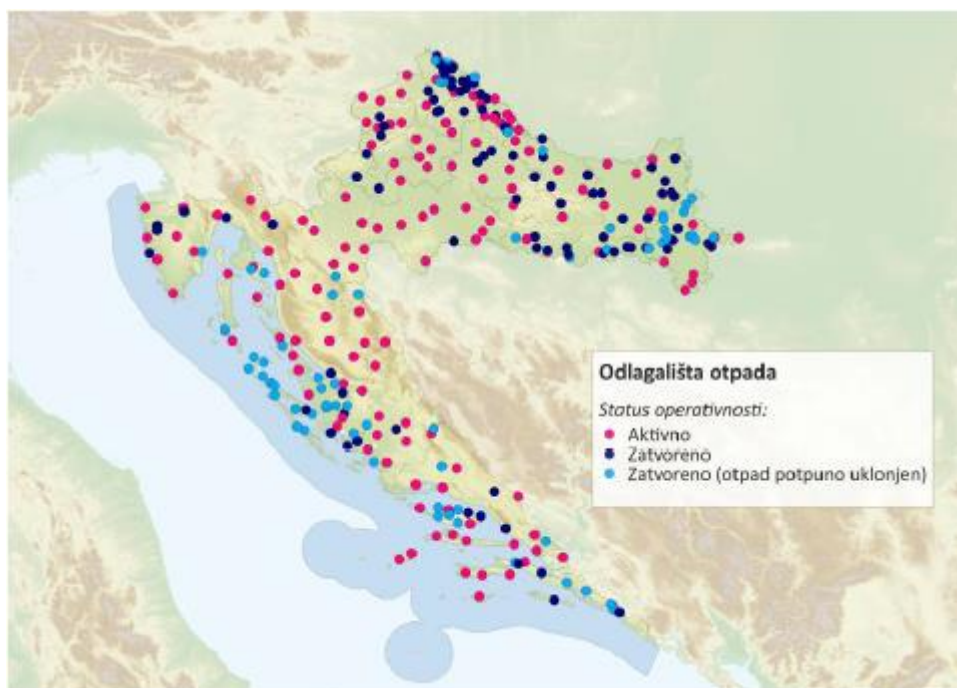 Odlagališta otpada
Status operativnosti:
Aktivno
Zatvoreno
Zatvoreno (otpad potpuno uklonjen)